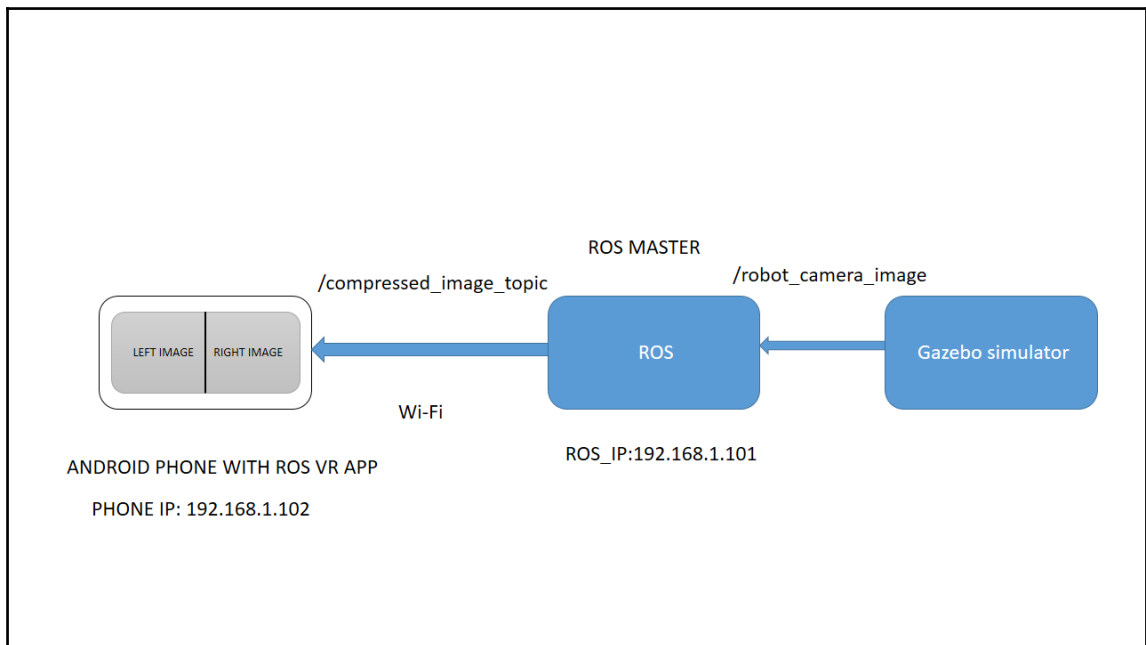 ROS MASTER
/compressed_image_topic
/robot_camera_image
LEFT IMAGE
RIGHT IMAGE
ROS
Gazebo simulator
Wi-Fi
ANDROID PHONE WITH ROS VR APP
PHONE IP: 192.168.1.102
ROS_IP:192.168.1.101